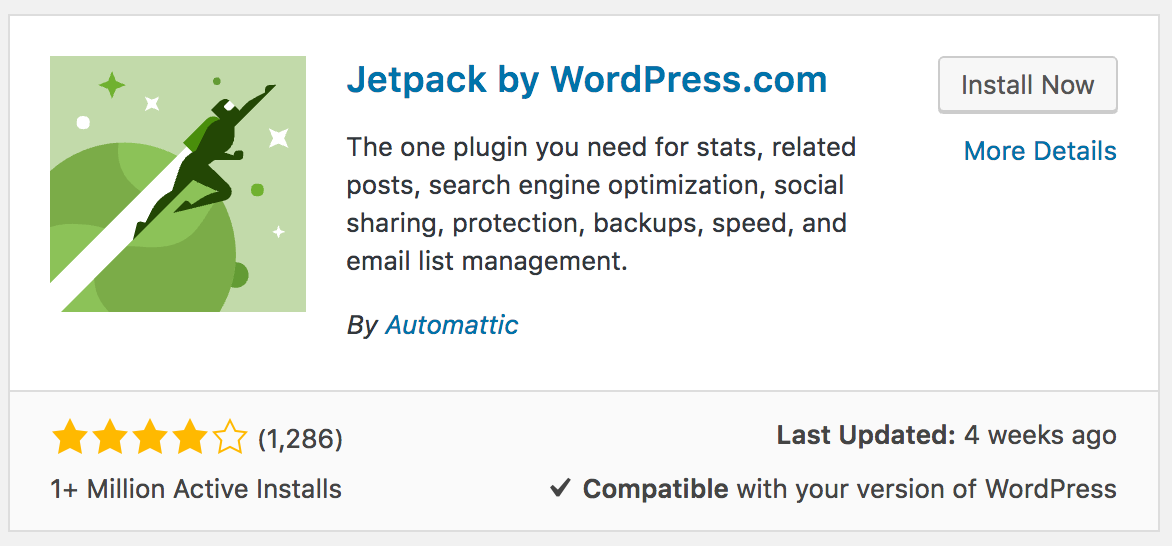 Jetpack by WordPress.com
Install Now
More Details
The one plugin you need for stats, related
posts, search engine optimization, social
sharing, protection, backups, speed, and
email list management.
By Automattic
(1,286)
1+ Million Active Installs
Last Updated: 4 weeks ago
Compatible with your version of WordPress